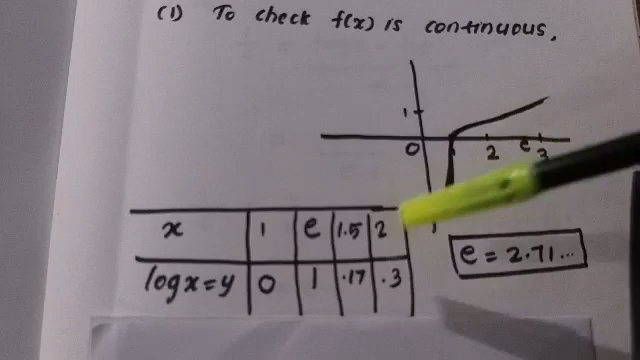 (1) To check f(x) is continuous.
1
0 2 e 3
x 1 e 1.5 2
logx=y 0 1 .17 .3
e = 2.71...